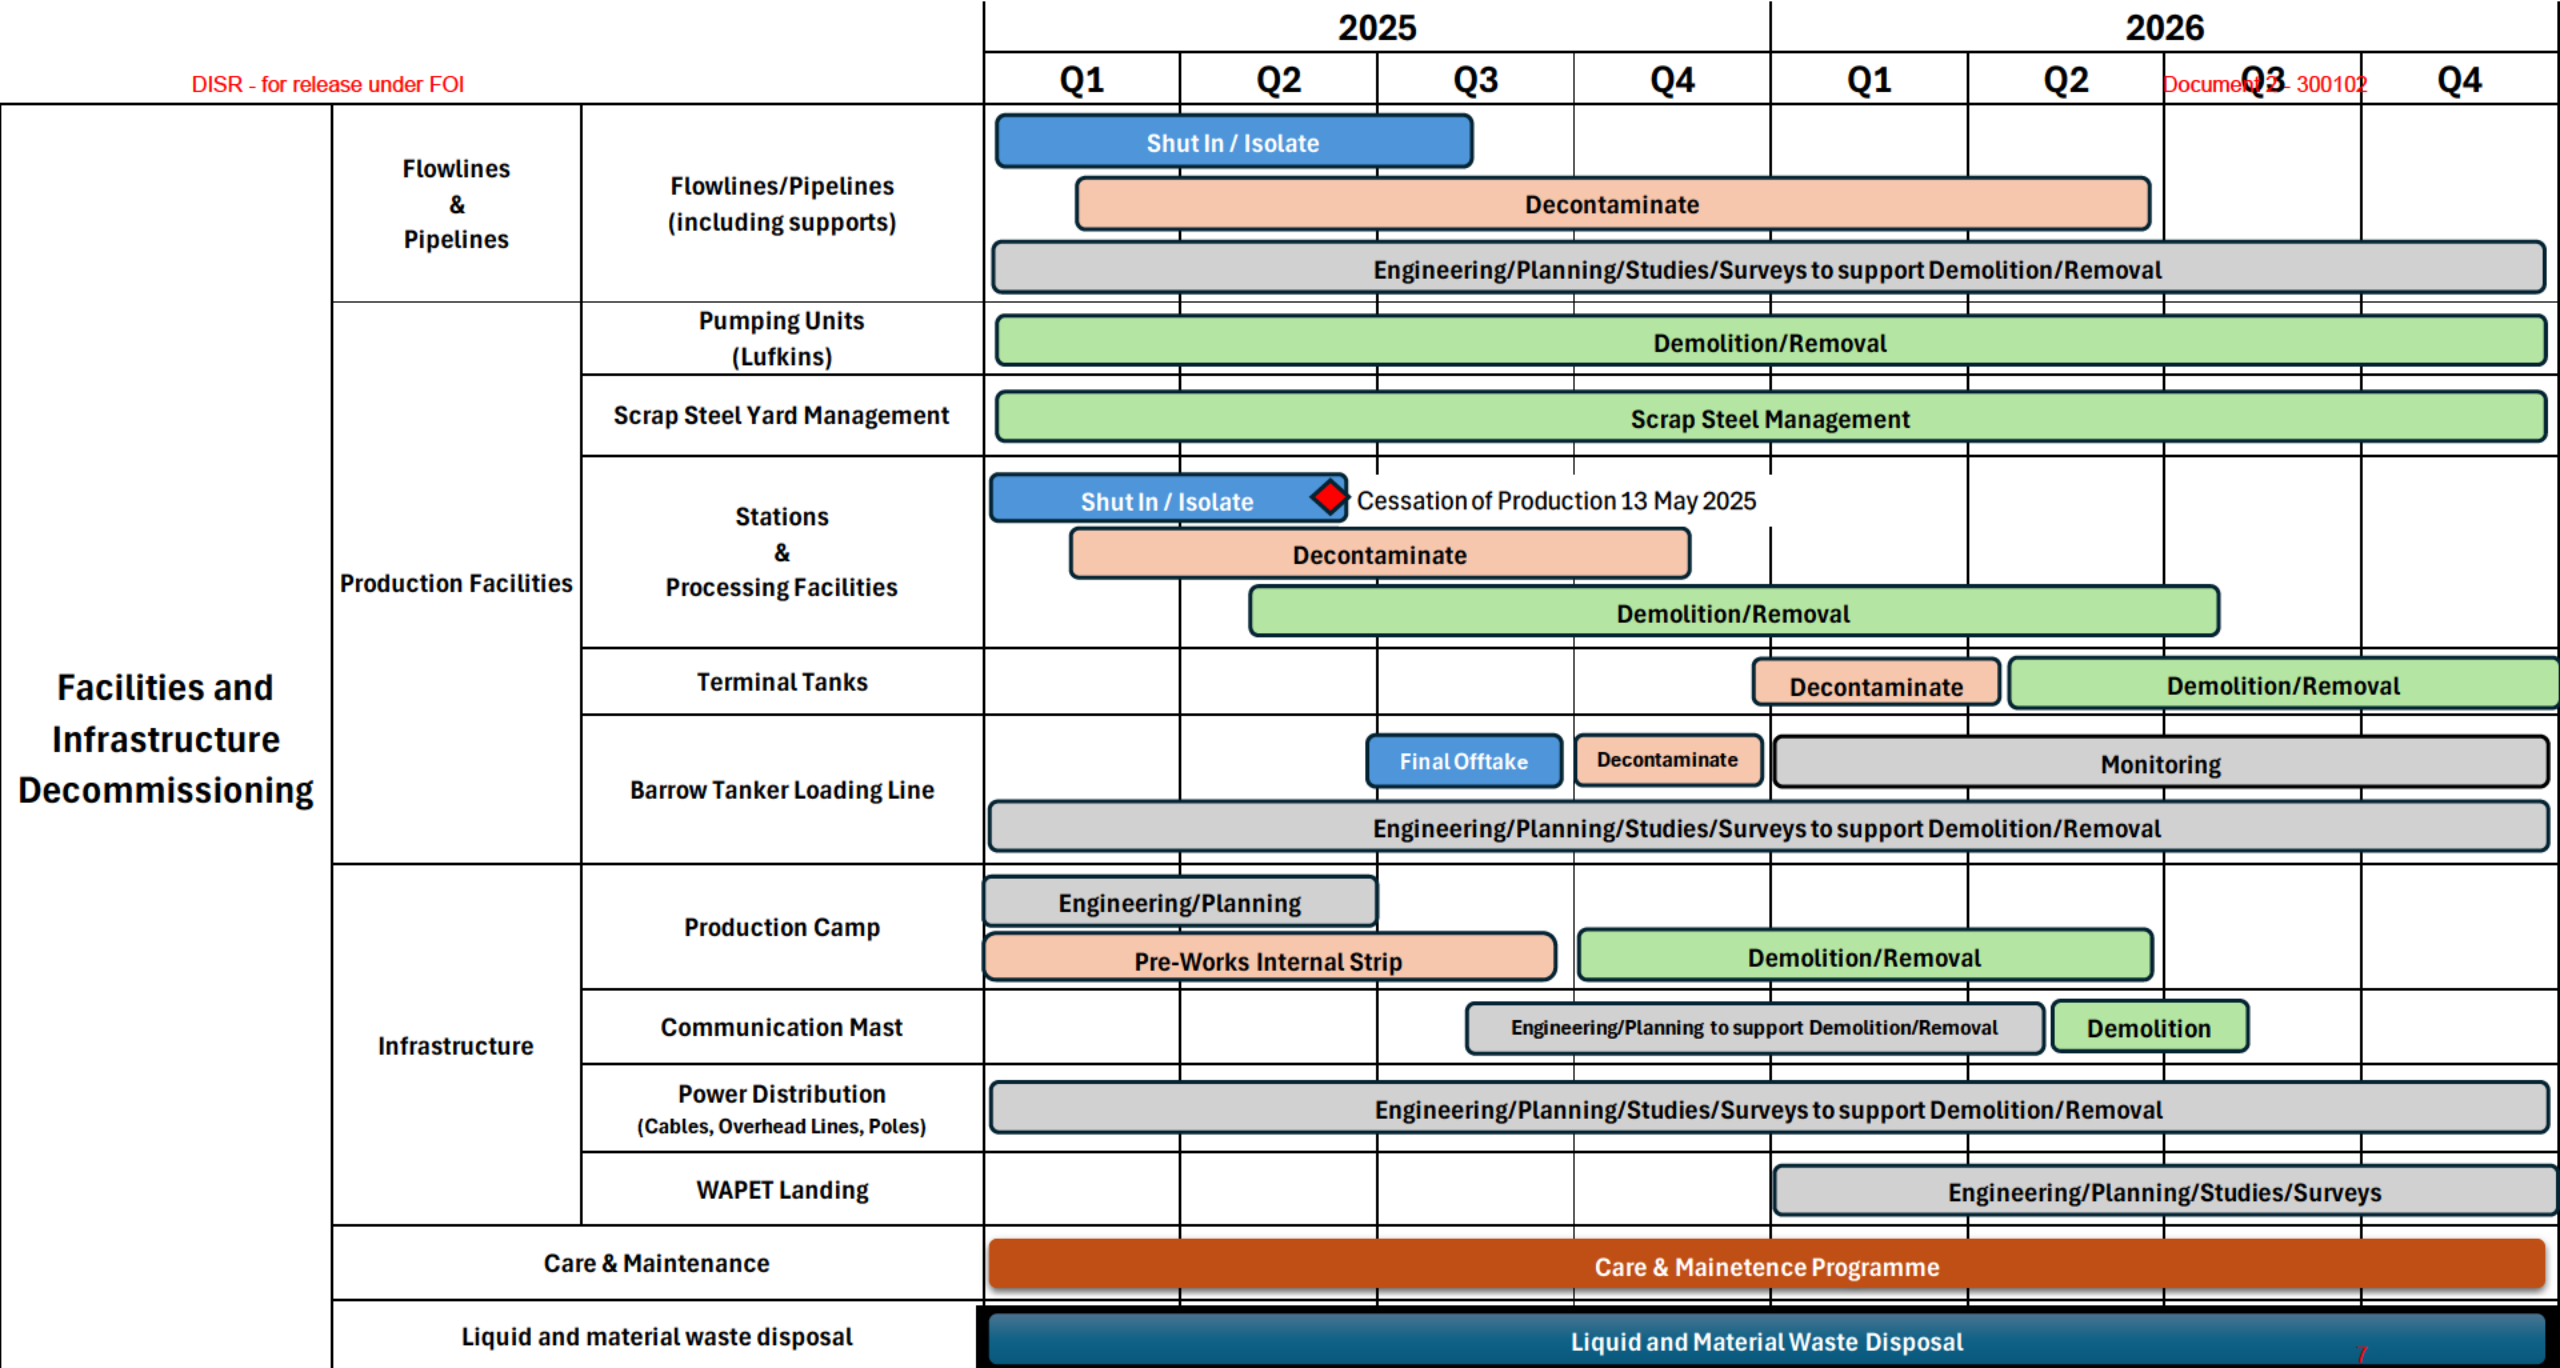 2025
2026
DISR - for release under FOI
Q1
Q2
Q3
Q4
Q1
Q2
Q3
Document 2 - 300102
Q4
Facilities and
Infrastructure
Decommissioning
Flowlines
&
Pipelines
Flowlines/Pipelines
(including supports)
Shut In / Isolate
Decontaminate
Engineering/Planning/Studies/Surveys to support Demolition/Removal
Production Facilities
Pumping Units
(Lufkins)
Demolition/Removal
Scrap Steel Yard Management
Scrap Steel Management
Stations
&
Processing Facilities
Shut In / Isolate
Cessation of Production 13 May 2025
Decontaminate
Demolition/Removal
Terminal Tanks
Decontaminate
Demolition/Removal
Barrow Tanker Loading Line
Final Offtake
Decontaminate
Monitoring
Engineering/Planning/Studies/Surveys to support Demolition/Removal
Infrastructure
Production Camp
Engineering/Planning
Pre-Works Internal Strip
Demolition/Removal
Communication Mast
Engineering/Planning to support Demolition/Removal
Demolition
Power Distribution
(Cables, Overhead Lines, Poles)
Engineering/Planning/Studies/Surveys to support Demolition/Removal
WAPET Landing
Engineering/Planning/Studies/Surveys
Care & Maintenance
Care & Mainetence Programme
Liquid and material waste disposal
Liquid and Material Waste Disposal
7